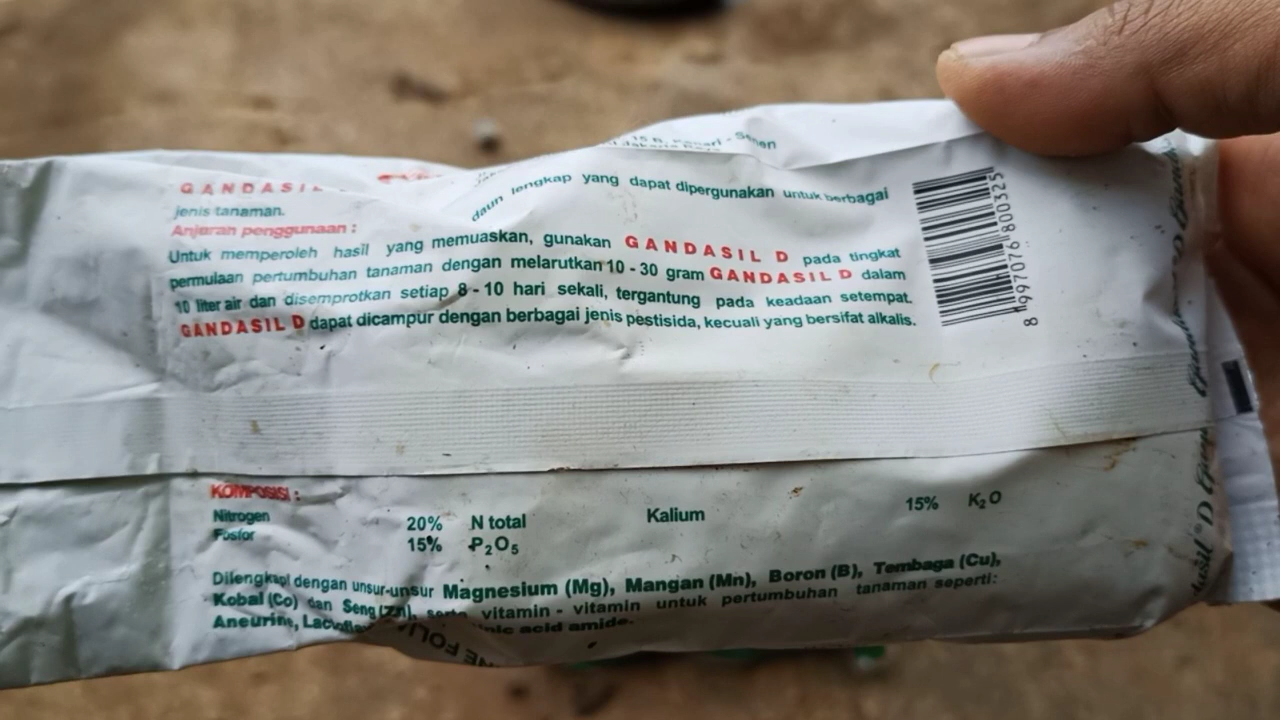 15 B, Kenari - Senen
GANDASIL
daun lengkap yang dapat dipergunakan untuk berbagai
jenis tanaman.
Anjuran penggunaan :
Untuk memperoleh hasil yang memuaskan, gunakan GANDASIL D pada tingkat
permulaan pertumbuhan tanaman dengan melarutkan 10 - 30 gram GANDASIL D dalam
10 liter air dan disemprotkan setiap 8 - 10 hari sekali, tergantung pada keadaan setempat.
GANDASIL D dapat dicampur dengan berbagai jenis pestisida, kecuali yang bersifat alkalis.
8 997076 800325
KOMPOSISI :
Nitrogen 20% N total Kalium 15% K₂O
Fosfor 15% P₂O₅
Dilengkapi dengan unsur-unsur Magnesium (Mg), Mangan (Mn), Boron (B), Tembaga (Cu),
Kobal (Co) dan Seng (Zn), serta vitamin - vitamin untuk pertumbuhan tanaman seperti:
Aneurine, acid amide.